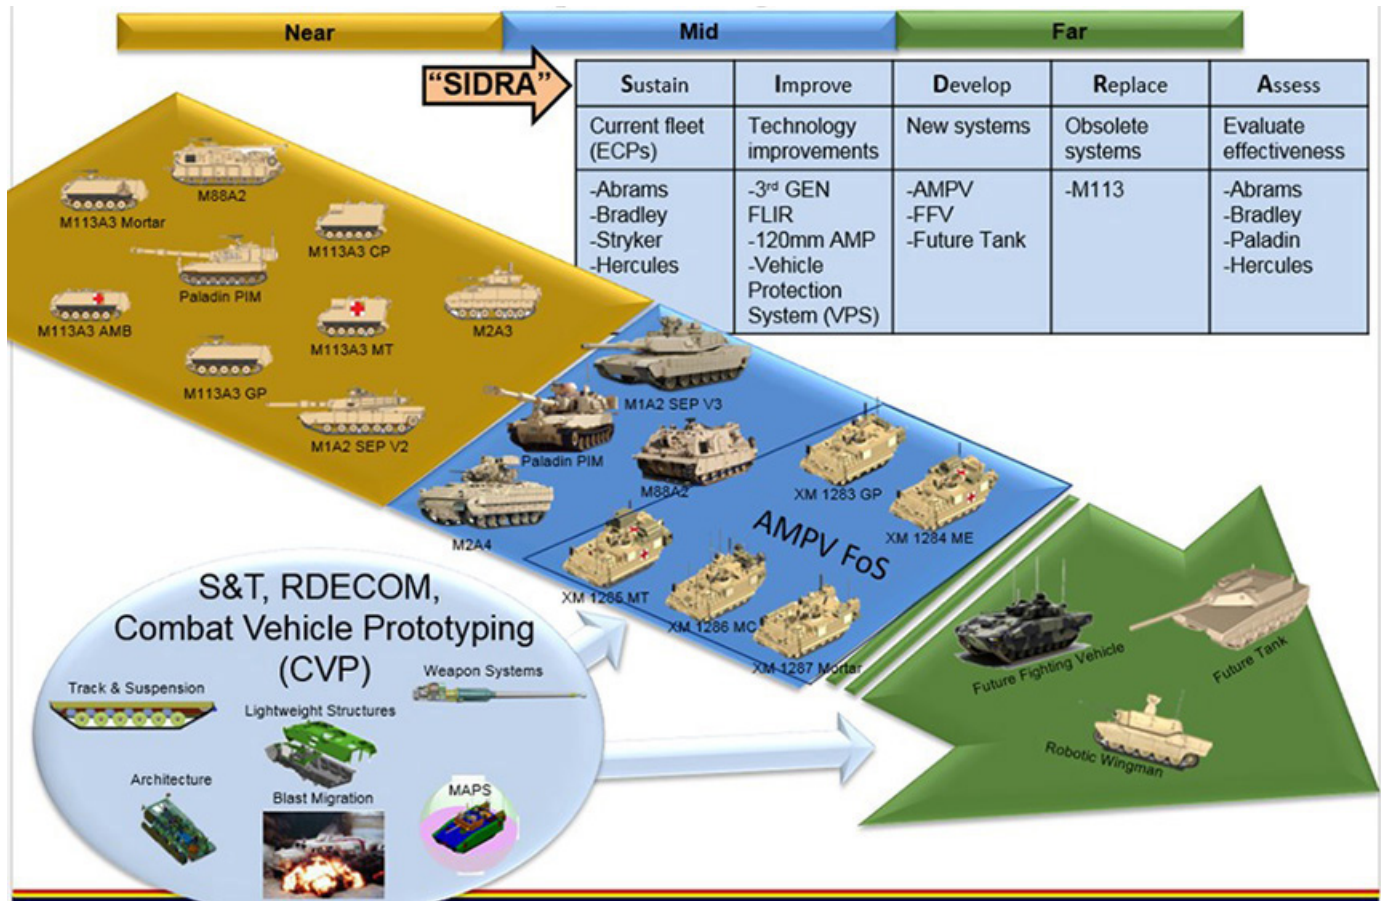 Near
Mid
Far
“SIDRA”
Sustain
Improve
Develop
Replace
Assess
Current fleet
(ECPs)
Technology
improvements
New systems
Obsolete
systems
Evaluate
effectiveness
-Abrams
-Bradley
-Stryker
-Hercules
-3rd GEN
FLIR
-120mm AMP
-Vehicle
Protection
System (VPS)
-AMPV
-FFV
-Future Tank
-M113
-Abrams
-Bradley
-Paladin
-Hercules
M88A2
M113A3 Mortar
M113A3 CP
Paladin PIM
M113A3 AMB
M113A3 MT
M2A3
M113A3 GP
M1A2 SEP V2
M1A2 SEP V3
Paladin PIM
M88A2
M2A4
XM 1283 GP
XM 1284 ME
AMPV FoS
XM 1285 MT
XM 1286 MC
XM 1287 Mortar
Future Fighting Vehicle
Future Tank
Robotic Wingman
S&T, RDECOM,
Combat Vehicle Prototyping
(CVP)
Track & Suspension
Weapon Systems
Lightweight Structures
Architecture
Blast Migration
MAPS